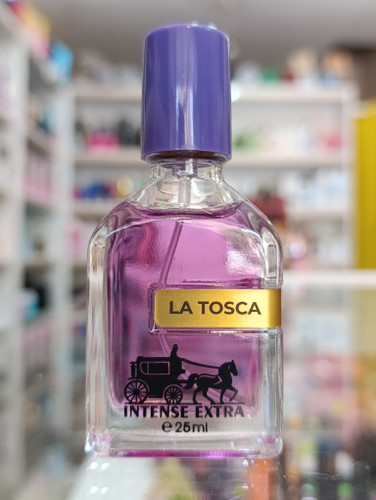 LA TOSCA
INTENSE EXTRA
℮25ml